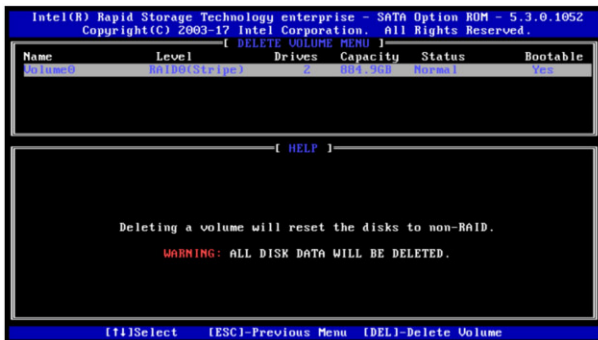 Intel(R) Rapid Storage Technology enterprise - SATA Option ROM - 5.3.0.1052
Copyright(C) 2003-17 Intel Corporation. All Rights Reserved.
[ DELETE VOLUME MENU ]
Name Level Drives Capacity Status Bootable
Volume0 RAID0(Stripe) 2 884.9GB Normal Yes
[ HELP ]
Deleting a volume will reset the disks to non-RAID.
WARNING: ALL DISK DATA WILL BE DELETED.
[↑↓]Select [ESC]-Previous Menu [DEL]-Delete Volume